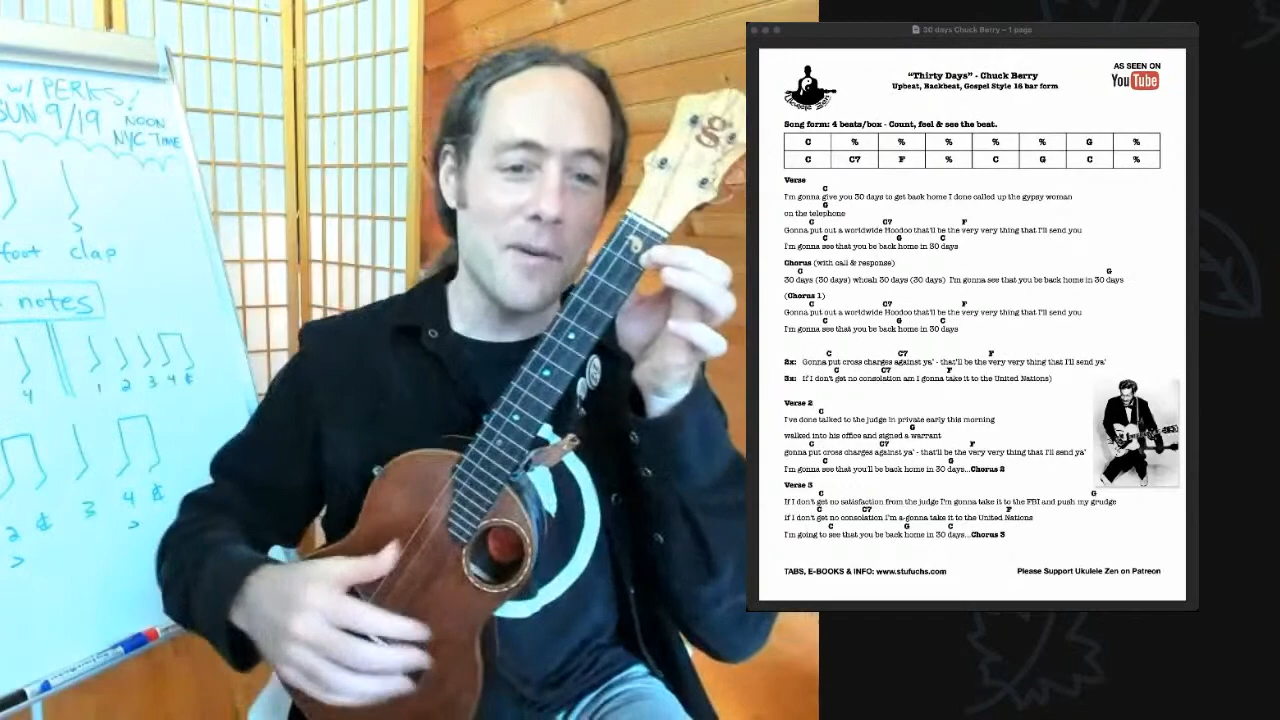 W/ PERKS,
SUN 9/19 NOON
NYC TIME
foot clap
notes
4
1 2 3 4 &
2 & 3 4 &
> >
g
30 days Chuck Berry – 1 page
"Thirty Days" - Chuck Berry
Upbeat, Backbeat, Gospel Style 16 bar form
AS SEEN ON
YouTube
Ukulele Zen
Song form: 4 beats/box - Count, feel & see the beat.
C % % % % % G %
C C7 F % C G C %
Verse
C
I'm gonna give you 30 days to get back home I done called up the gypsy woman
G
on the telephone
C C7 F
Gonna put out a worldwide Hoodoo that'll be the very very thing that I'll send you
C G C
I'm gonna see that you be back home in 30 days
Chorus (with call & response)
C G
30 days (30 days) whoah 30 days (30 days) I'm gonna see that you be back home in 30 days
(Chorus 1)
C C7 F
Gonna put out a worldwide Hoodoo that'll be the very very thing that I'll send you
C G C
I'm gonna see that you be back home in 30 days
C C7 F
2x: Gonna put cross charges against ya' - that'll be the very very thing that I'll send ya'
C C7 F
3x: If I don't get no consolation am I gonna take it to the United Nations)
Verse 2
C
I've done talked to the judge in private early this morning
G
walked into his office and signed a warrant
C C7 F
gonna put cross charges against ya' - that'll be the very very thing that I'll send ya'
C G
I'm gonna see that you'll be back home in 30 days...Chorus 2
Verse 3
C G
If I don't get no satisfaction from the judge I'm gonna take it to the FBI and push my grudge
C C7 F
If I don't get no consolation I'm a-gonna take it to the United Nations
C G C
I'm going to see that you be back home in 30 days...Chorus 3
TABS, E-BOOKS & INFO: www.stufuchs.com
Please Support Ukulele Zen on Patreon